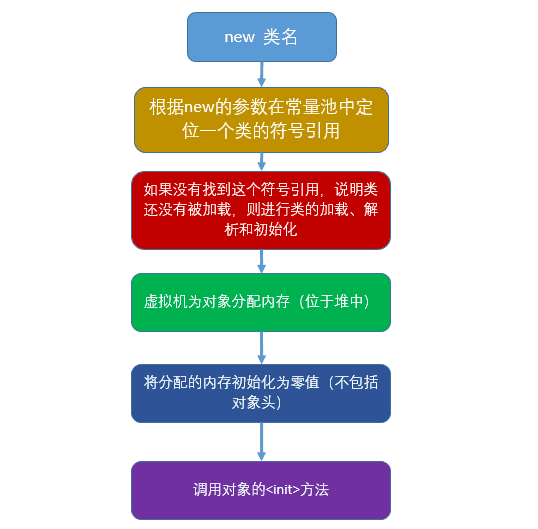 new 类名
根据new的参数在常量池中定
位一个类的符号引用
如果没有找到这个符号引用，说明类
还没有被加载，则进行类的加载、解
析和初始化
虚拟机为对象分配内存（位于堆中）
将分配的内存初始化为零值（不包括
对象头）
调用对象的<init>方法